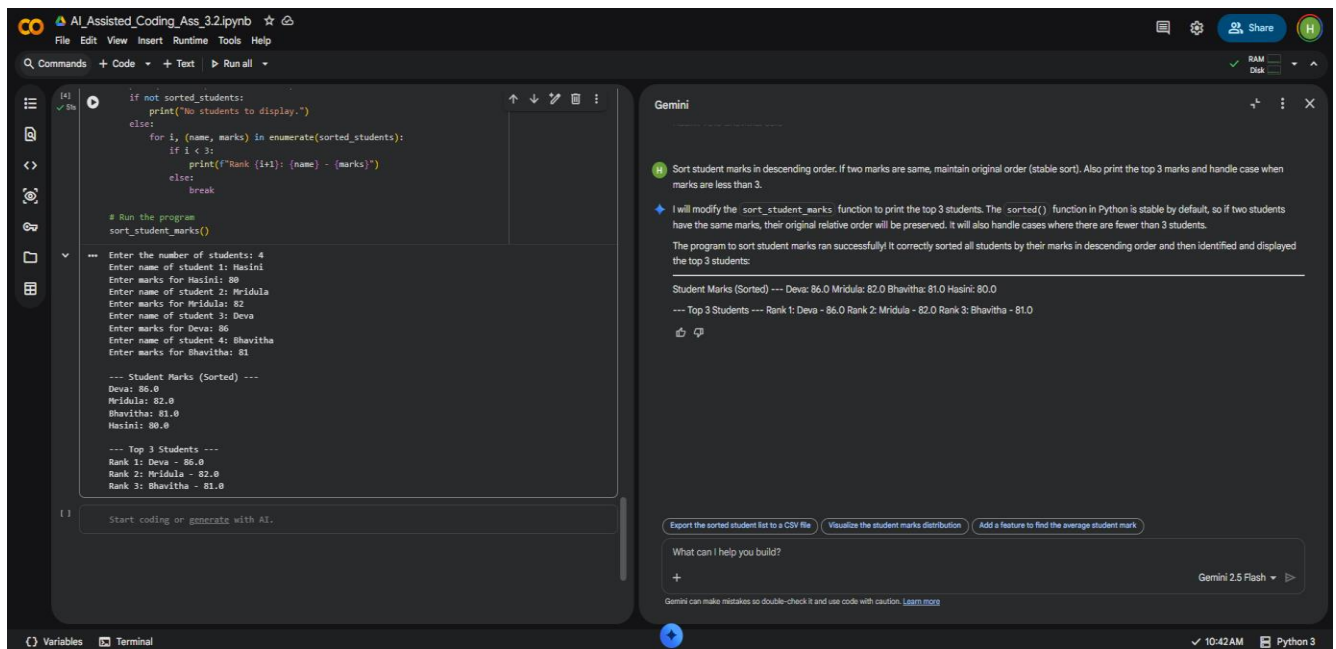 CO AI_Assisted_Coding_Ass_3.2.ipynb
File Edit View Insert Runtime Tools Help
Share
H
Commands + Code + Text Run all
RAM
Disk
[4]
51s
if not sorted_students:
print("No students to display.")
else:
for i, (name, marks) in enumerate(sorted_students):
if i < 3:
print(f"Rank {i+1}: {name} - {marks}")
else:
break
# Run the program
sort_student_marks()
Enter the number of students: 4
Enter name of student 1: Hasini
Enter marks for Hasini: 80
Enter name of student 2: Mridula
Enter marks for Mridula: 82
Enter name of student 3: Deva
Enter marks for Deva: 86
Enter name of student 4: Bhavitha
Enter marks for Bhavitha: 81
--- Student Marks (Sorted) ---
Deva: 86.0
Mridula: 82.0
Bhavitha: 81.0
Hasini: 80.0
--- Top 3 Students ---
Rank 1: Deva - 86.0
Rank 2: Mridula - 82.0
Rank 3: Bhavitha - 81.0
[ ]
Start coding or generate with AI.
Gemini
H
Sort student marks in descending order. If two marks are same, maintain original order (stable sort). Also print the top 3 marks and handle case when
marks are less than 3.
I will modify the sort_student_marks function to print the top 3 students. The sorted() function in Python is stable by default, so if two students
have the same marks, their original relative order will be preserved. It will also handle cases where there are fewer than 3 students.
The program to sort student marks ran successfully! It correctly sorted all students by their marks in descending order and then identified and displayed
the top 3 students:
Student Marks (Sorted) --- Deva: 86.0 Mridula: 82.0 Bhavitha: 81.0 Hasini: 80.0
--- Top 3 Students --- Rank 1: Deva - 86.0 Rank 2: Mridula - 82.0 Rank 3: Bhavitha - 81.0
Export the sorted student list to a CSV file
Visualize the student marks distribution
Add a feature to find the average student mark
What can I help you build?
+
Gemini 2.5 Flash
Gemini can make mistakes so double-check it and use code with caution. Learn more
{} Variables Terminal
10:42 AM Python 3